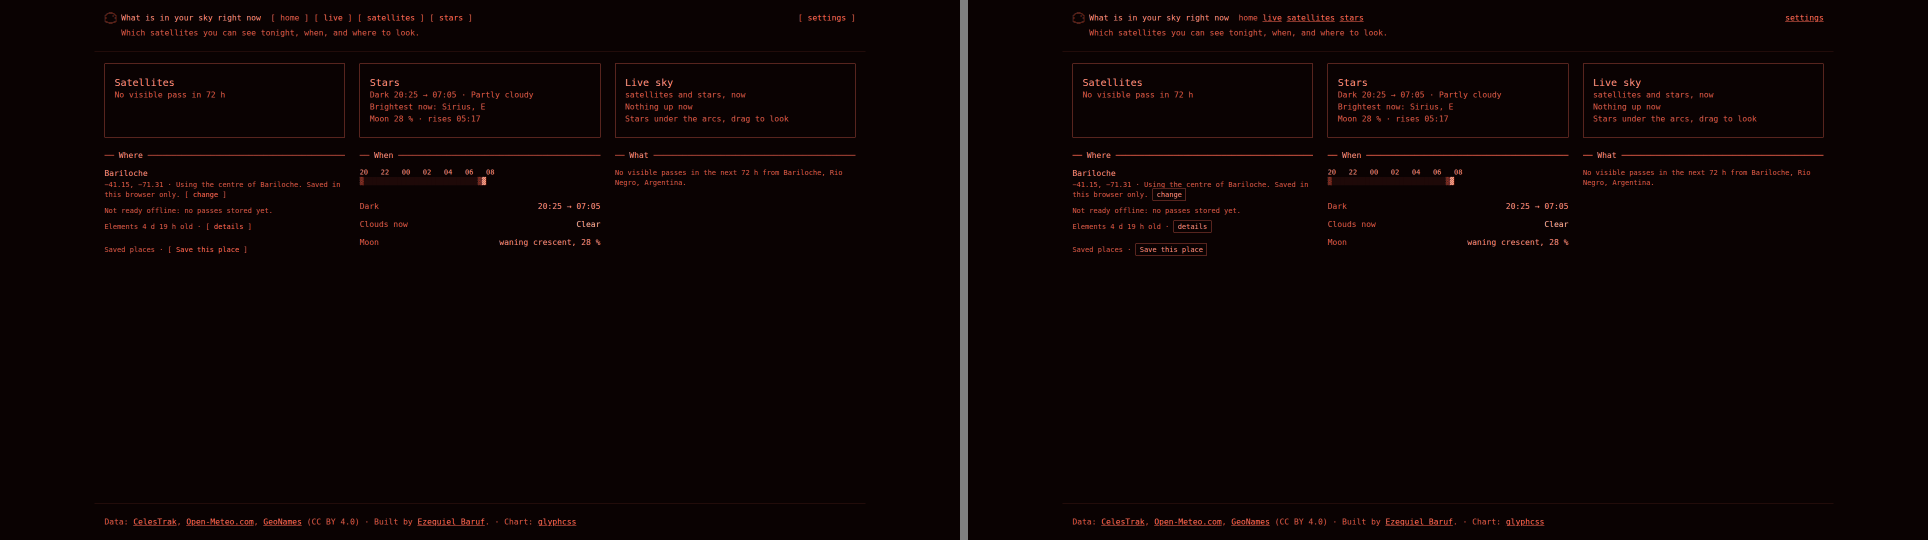 What is in your sky right now [ home ] [ live ] [ satellites ] [ stars ] [ settings ]
Which satellites you can see tonight, when, and where to look.
Satellites
No visible pass in 72 h
Stars
Dark 20:25 → 07:05 · Partly cloudy
Brightest now: Sirius, E
Moon 28 % · rises 05:17
Live sky
satellites and stars, now
Nothing up now
Stars under the arcs, drag to look
Where
Bariloche
−41.15, −71.31 · Using the centre of Bariloche. Saved in
this browser only. [ change ]
Not ready offline: no passes stored yet.
Elements 4 d 19 h old · [ details ]
Saved places · [ Save this place ]
When
20 22 00 02 04 06 08
Dark 20:25 → 07:05
Clouds now Clear
Moon waning crescent, 28 %
What
No visible passes in the next 72 h from Bariloche, Rio
Negro, Argentina.
Data: CelesTrak, Open-Meteo.com, GeoNames (CC BY 4.0) · Built by Ezequiel Baruf. · Chart: glyphcss
What is in your sky right now home live satellites stars settings
Which satellites you can see tonight, when, and where to look.
Satellites
No visible pass in 72 h
Stars
Dark 20:25 → 07:05 · Partly cloudy
Brightest now: Sirius, E
Moon 28 % · rises 05:17
Live sky
satellites and stars, now
Nothing up now
Stars under the arcs, drag to look
Where
Bariloche
−41.15, −71.31 · Using the centre of Bariloche. Saved in
this browser only. change
Not ready offline: no passes stored yet.
Elements 4 d 19 h old · details
Saved places · Save this place
When
20 22 00 02 04 06 08
Dark 20:25 → 07:05
Clouds now Clear
Moon waning crescent, 28 %
What
No visible passes in the next 72 h from Bariloche, Rio
Negro, Argentina.
Data: CelesTrak, Open-Meteo.com, GeoNames (CC BY 4.0) · Built by Ezequiel Baruf. · Chart: glyphcss